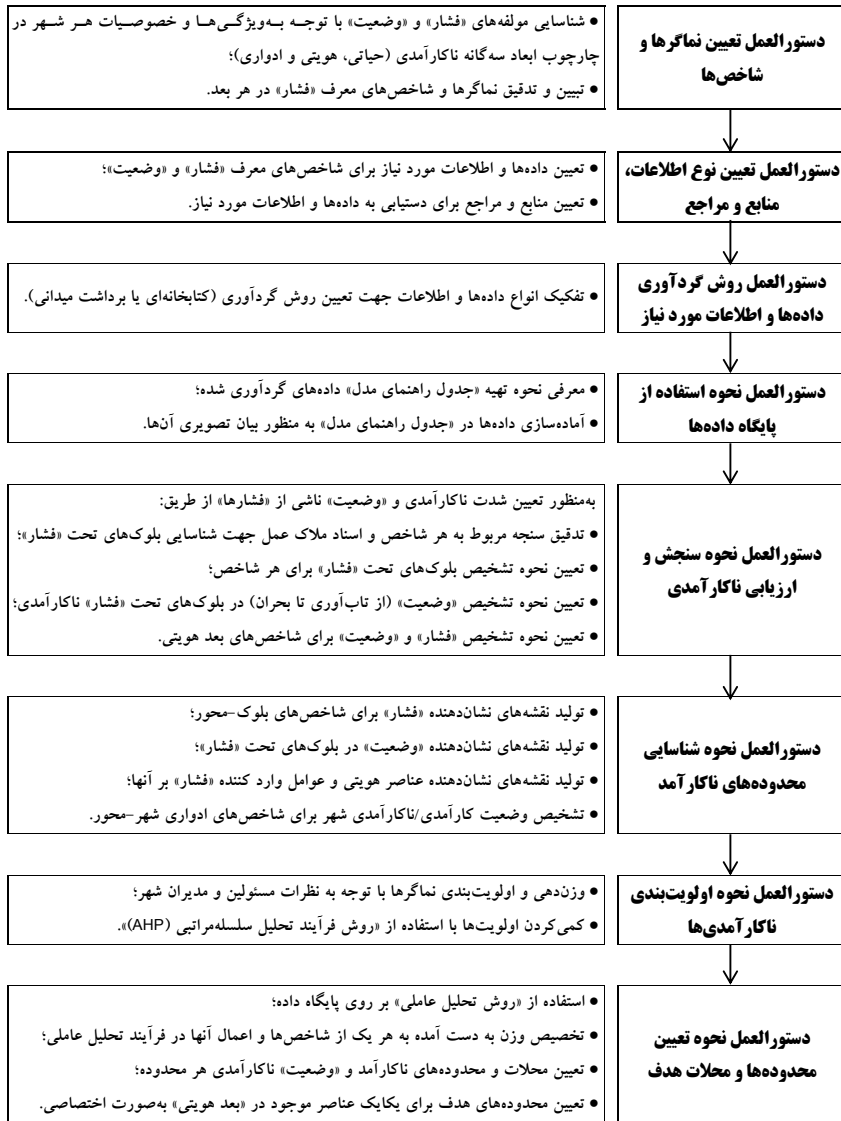 دستورالعمل تعیین نماگرها و
شاخص‌ها
● شناسایی مولفه‌های «فشار» و «وضعیت» با توجه به‌ویژگی‌ها و خصوصیات هر شهر در
چارچوب ابعاد سه‌گانه ناکارآمدی (حیاتی، هویتی و ادواری)؛
● تبیین و تدقیق نماگرها و شاخص‌های معرف «فشار» در هر بعد.
دستورالعمل تعیین نوع اطلاعات،
منابع و مراجع
● تعیین داده‌ها و اطلاعات مورد نیاز برای شاخص‌های معرف «فشار» و «وضعیت»؛
● تعیین منابع و مراجع برای دستیابی به داده‌ها و اطلاعات مورد نیاز.
دستورالعمل روش گردآوری
داده‌ها و اطلاعات مورد نیاز
● تفکیک انواع داده‌ها و اطلاعات جهت تعیین روش گردآوری (کتابخانه‌ای یا برداشت میدانی).
دستورالعمل نحوه استفاده از
پایگاه داده‌ها
● معرفی نحوه تهیه «جدول راهنمای مدل» داده‌های گردآوری شده؛
● آماده‌سازی داده‌ها در «جدول راهنمای مدل» به منظور بیان تصویری آن‌ها.
دستورالعمل نحوه سنجش و
ارزیابی ناکارآمدی
به‌منظور تعیین شدت ناکارآمدی و «وضعیت» ناشی از «فشارها» از طریق:
● تدقیق سنجه مربوط به هر شاخص و اسناد ملاک عمل جهت شناسایی بلوک‌های تحت «فشار»؛
● تعیین نحوه تشخیص بلوک‌های تحت «فشار» برای هر شاخص؛
● تعیین نحوه تشخیص «وضعیت» (از تاب‌آوری تا بحران) در بلوک‌های تحت «فشار» ناکارآمدی؛
● تعیین نحوه تشخیص «فشار» و «وضعیت» برای شاخص‌های بعد هویتی.
دستورالعمل نحوه شناسایی
محدوده‌های ناکارآمد
● تولید نقشه‌های نشان‌دهنده «فشار» برای شاخص‌های بلوک-محور؛
● تولید نقشه‌های نشان‌دهنده «وضعیت» در بلوک‌های تحت «فشار»؛
● تولید نقشه‌های نشان‌دهنده عناصر هویتی و عوامل وارد کننده «فشار» بر آنها؛
● تشخیص وضعیت کارآمدی/ناکارآمدی شهر برای شاخص‌های ادواری شهر-محور.
دستورالعمل نحوه اولویت‌بندی
ناکارآمدی‌ها
● وزن‌دهی و اولویت‌بندی نماگرها با توجه به نظرات مسئولین و مدیران شهر؛
● کمی‌کردن اولویت‌ها با استفاده از «روش فرآیند تحلیل سلسله‌مراتبی (AHP)».
دستورالعمل نحوه تعیین
محدوده‌ها و محلات هدف
● استفاده از «روش تحلیل عاملی» بر روی پایگاه داده؛
● تخصیص وزن به دست آمده به هر یک از شاخص‌ها و اعمال آنها در فرآیند تحلیل عاملی؛
● تعیین محلات و محدوده‌های ناکارآمد و «وضعیت» ناکارآمدی هر محدوده؛
● تعیین محدوده‌های هدف برای یکایک عناصر موجود در «بعد هویتی» به‌صورت اختصاصی.